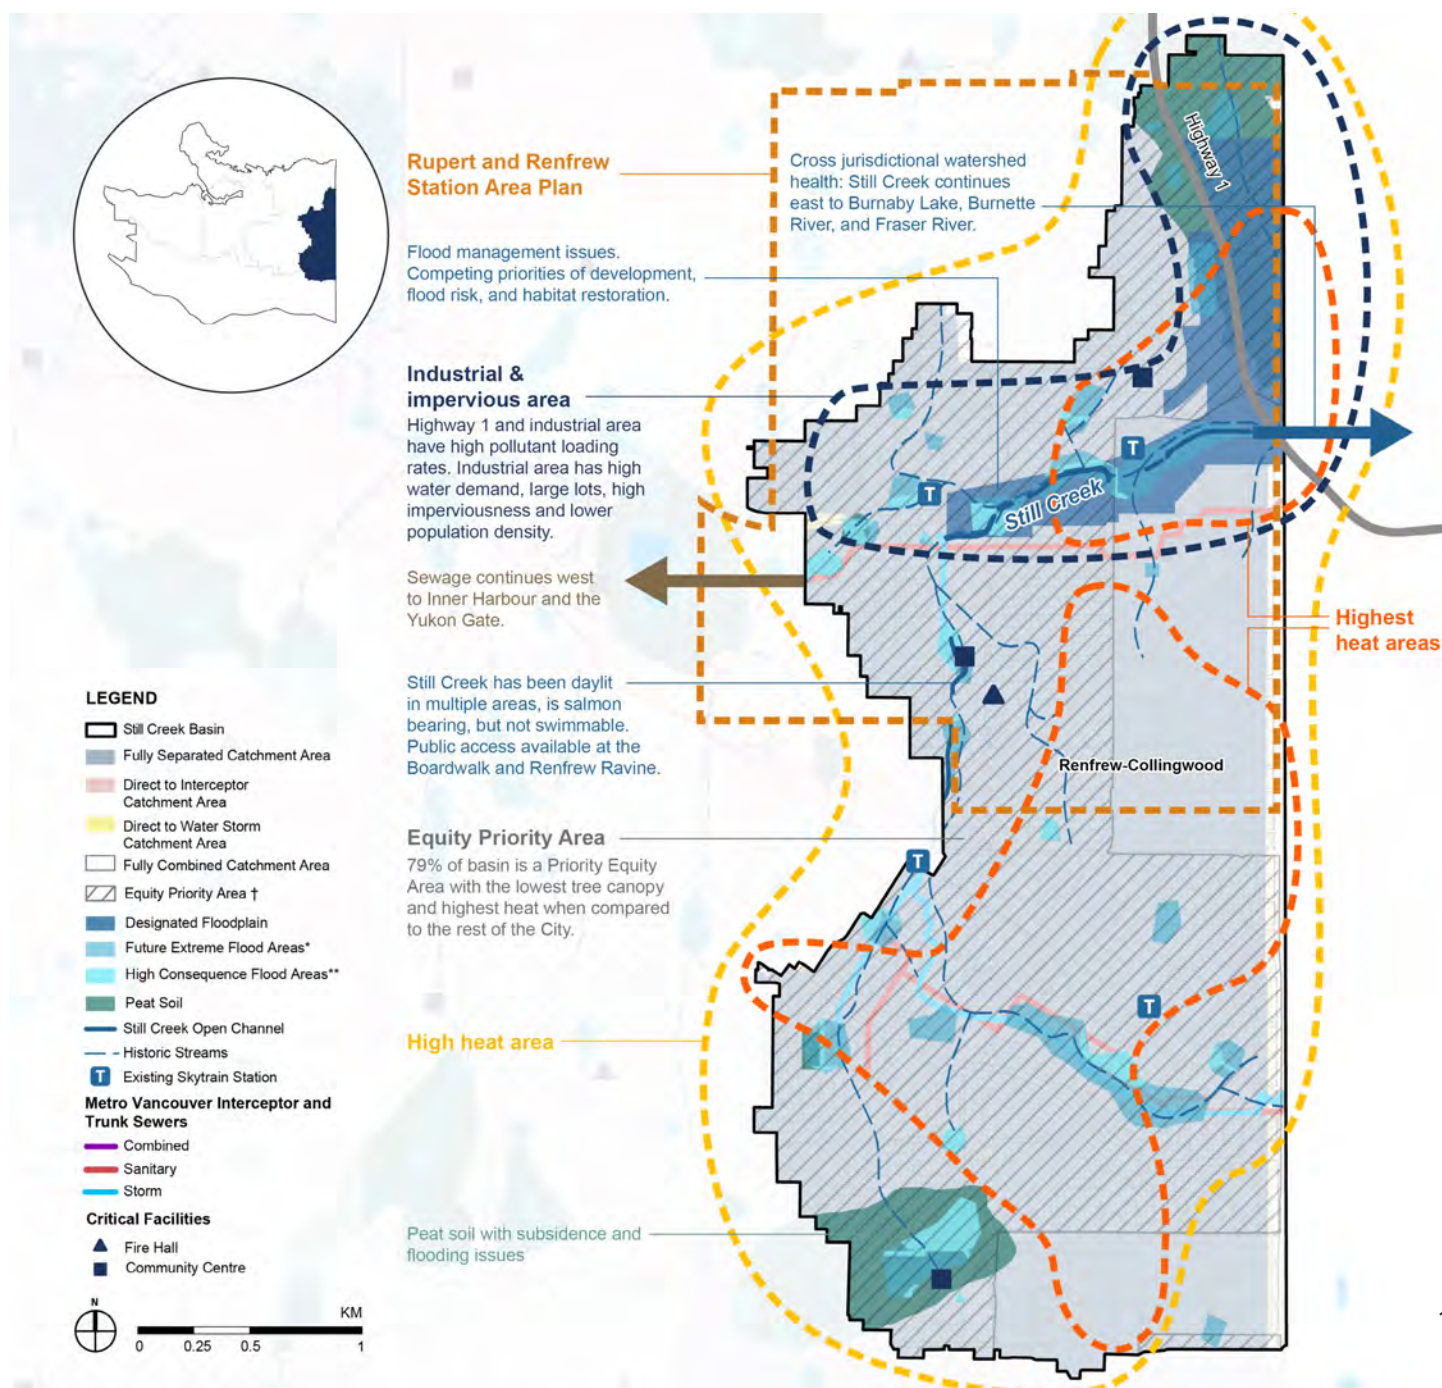 Rupert and Renfrew
Station Area Plan
Cross jurisdictional watershed
health: Still Creek continues
east to Burnaby Lake, Burnette
River, and Fraser River.
Highway 1
Flood management issues.
Competing priorities of development,
flood risk, and habitat restoration.
Industrial &
impervious area
Highway 1 and industrial area
have high pollutant loading
rates. Industrial area has high
water demand, large lots, high
imperviousness and lower
population density.
T
T
Still Creek
Sewage continues west
to Inner Harbour and the
Yukon Gate.
Highest
heat areas
Still Creek has been daylit
in multiple areas, is salmon
bearing, but not swimmable.
Public access available at the
Boardwalk and Renfrew Ravine.
Renfrew-Collingwood
Equity Priority Area
79% of basin is a Priority Equity
Area with the lowest tree canopy
and highest heat when compared
to the rest of the City.
T
T
High heat area
Peat soil with subsidence and
flooding issues
LEGEND
Still Creek Basin
Fully Separated Catchment Area
Direct to Interceptor
Catchment Area
Direct to Water Storm
Catchment Area
Fully Combined Catchment Area
Equity Priority Area †
Designated Floodplain
Future Extreme Flood Areas*
High Consequence Flood Areas**
Peat Soil
Still Creek Open Channel
Historic Streams
T Existing Skytrain Station
Metro Vancouver Interceptor and
Trunk Sewers
Combined
Sanitary
Storm
Critical Facilities
Fire Hall
Community Centre
N
KM
0 0.25 0.5 1